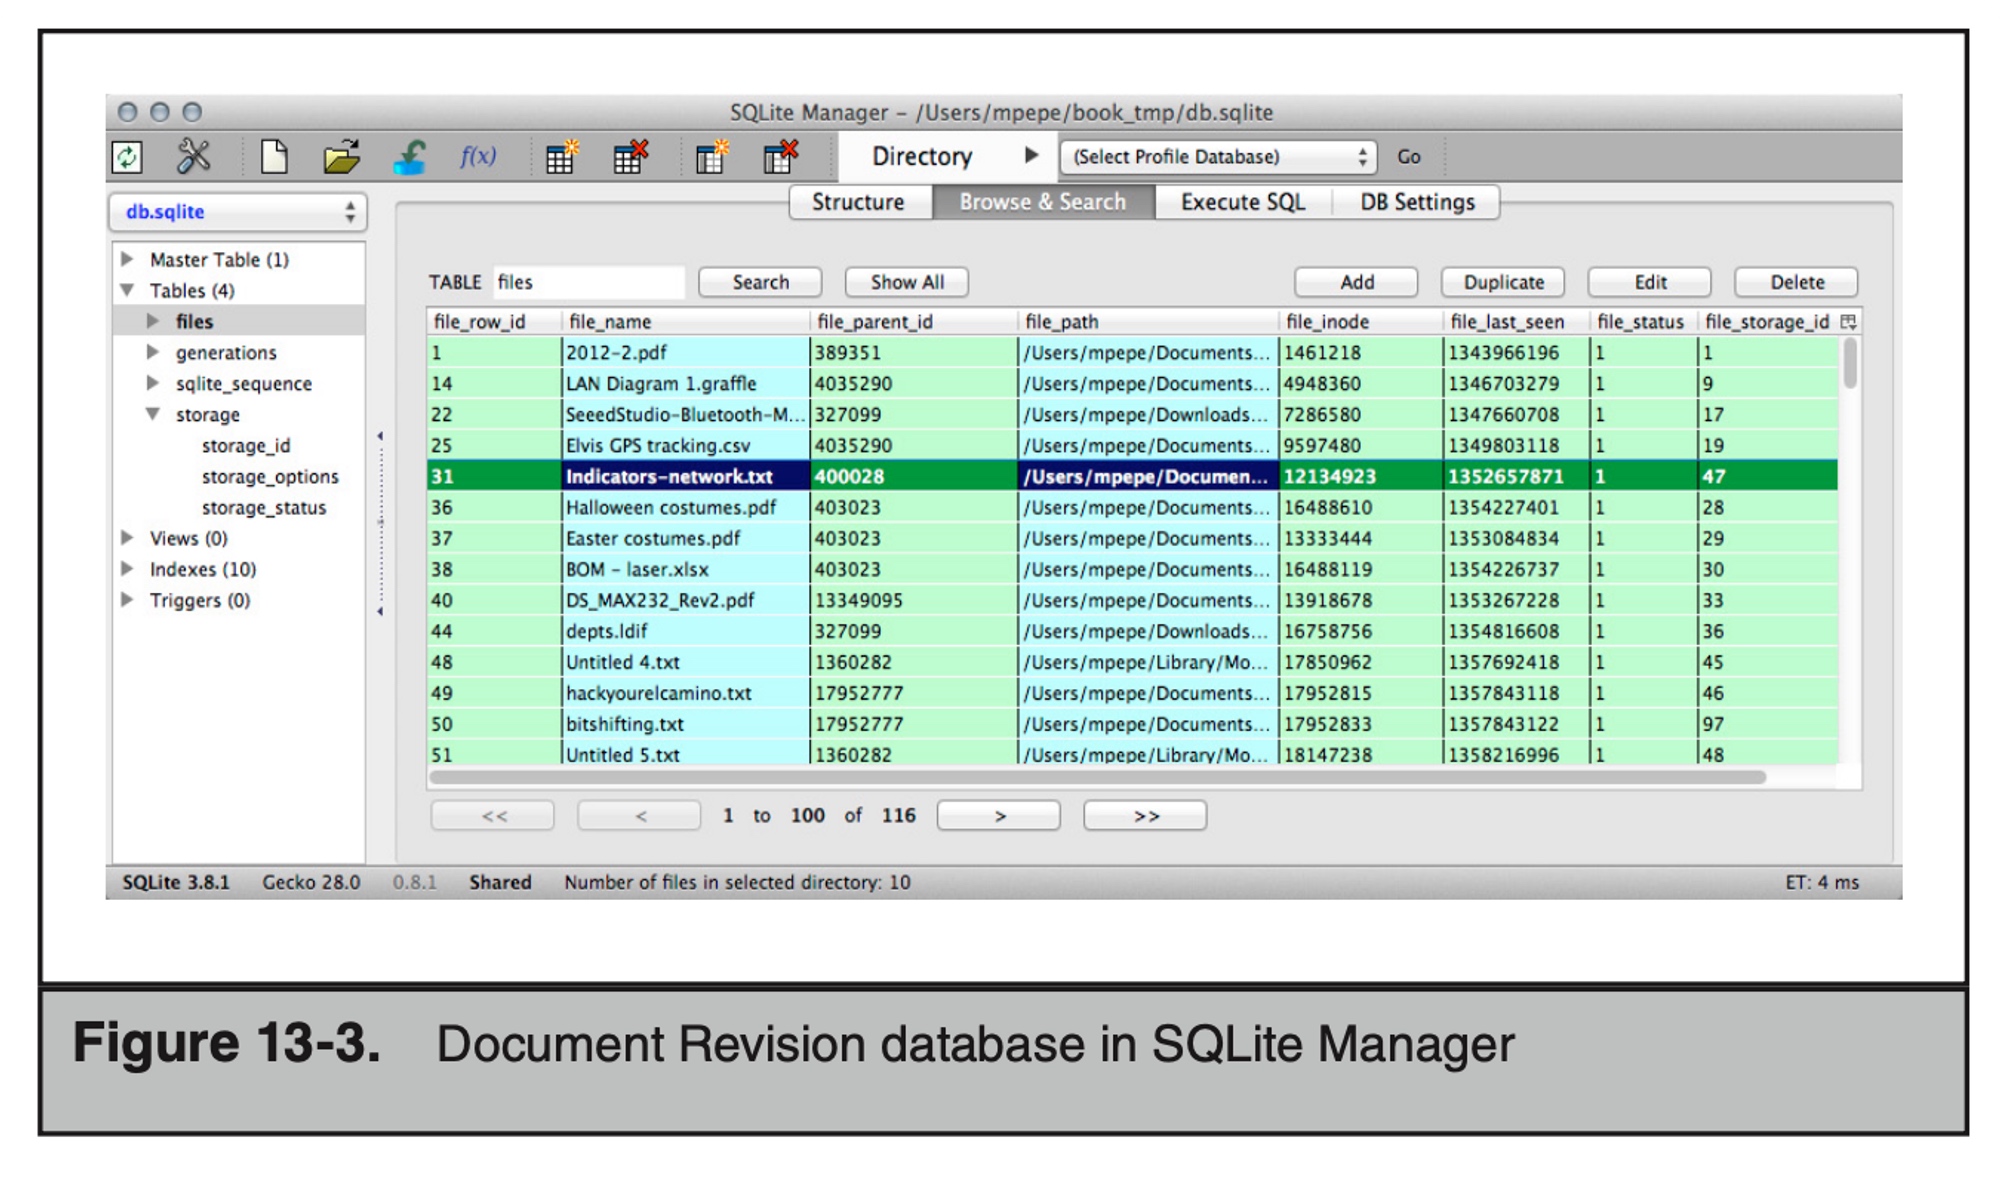 SQLite Manager – /Users/mpepe/book_tmp/db.sqlite
f(x) Directory (Select Profile Database) Go
db.sqlite
Structure Browse & Search Execute SQL DB Settings
Master Table (1)
Tables (4)
files
generations
sqlite_sequence
storage
storage_id
storage_options
storage_status
Views (0)
Indexes (10)
Triggers (0)
TABLE files Search Show All Add Duplicate Edit Delete
file_row_id file_name file_parent_id file_path file_inode file_last_seen file_status file_storage_id
1 2012-2.pdf 389351 /Users/mpepe/Documents... 1461218 1343966196 1 1
14 LAN Diagram 1.graffle 4035290 /Users/mpepe/Documents... 4948360 1346703279 1 9
22 SeeedStudio-Bluetooth-M... 327099 /Users/mpepe/Downloads... 7286580 1347660708 1 17
25 Elvis GPS tracking.csv 4035290 /Users/mpepe/Documents... 9597480 1349803118 1 19
31 Indicators-network.txt 400028 /Users/mpepe/Documen... 12134923 1352657871 1 47
36 Halloween costumes.pdf 403023 /Users/mpepe/Documents... 16488610 1354227401 1 28
37 Easter costumes.pdf 403023 /Users/mpepe/Documents... 13333444 1353084834 1 29
38 BOM - laser.xlsx 403023 /Users/mpepe/Documents... 16488119 1354226737 1 30
40 DS_MAX232_Rev2.pdf 13349095 /Users/mpepe/Documents... 13918678 1353267228 1 33
44 depts.ldif 327099 /Users/mpepe/Downloads... 16758756 1354816608 1 36
48 Untitled 4.txt 1360282 /Users/mpepe/Library/Mo... 17850962 1357692418 1 45
49 hackyourelcamino.txt 17952777 /Users/mpepe/Documents... 17952815 1357843118 1 46
50 bitshifting.txt 17952777 /Users/mpepe/Documents... 17952833 1357843122 1 97
51 Untitled 5.txt 1360282 /Users/mpepe/Library/Mo... 18147238 1358216996 1 48
<< < 1 to 100 of 116 > >>
SQLite 3.8.1 Gecko 28.0 0.8.1 Shared Number of files in selected directory: 10 ET: 4 ms
Figure 13-3. Document Revision database in SQLite Manager